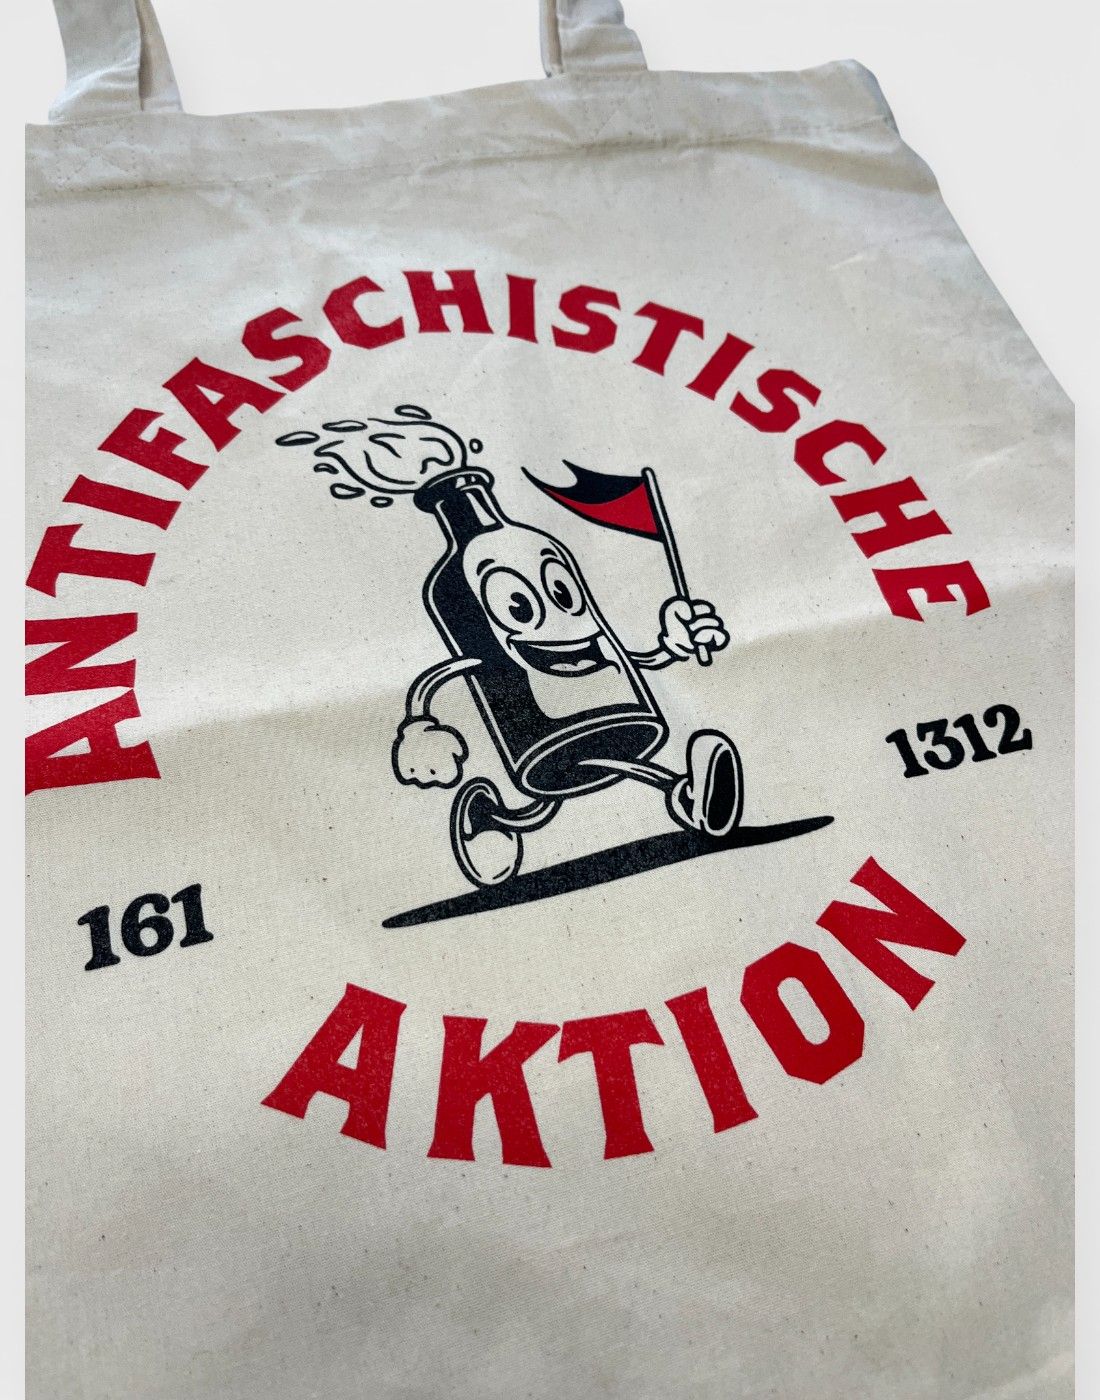 ANTIFASCHISTISCHE
1312
161
AKTION